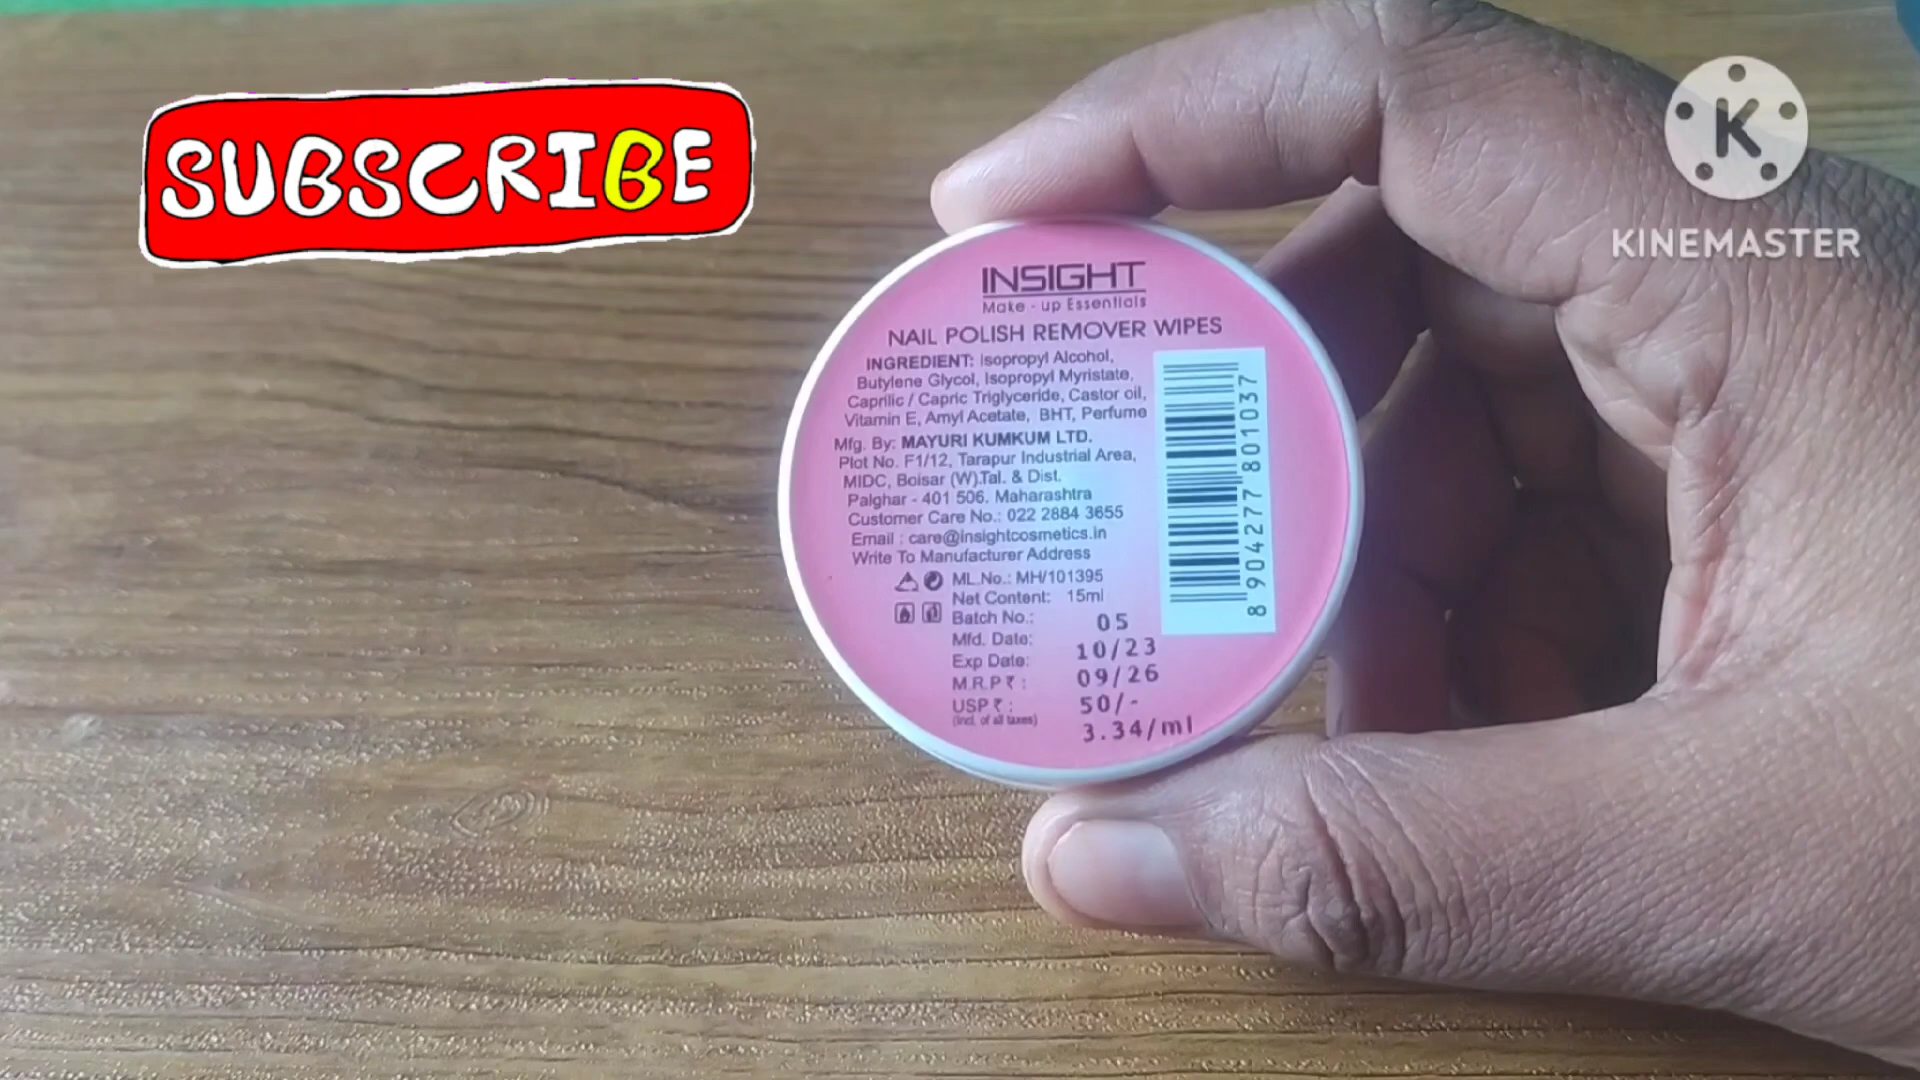 SUBSCRIBE
K
KINEMASTER
INSIGHT
Make - up Essentials
NAIL POLISH REMOVER WIPES
INGREDIENT: Isopropyl Alcohol,
Butylene Glycol, Isopropyl Myristate,
Caprilic / Capric Triglyceride, Castor oil,
Vitamin E, Amyl Acetate, BHT, Perfume
Mfg. By: MAYURI KUMKUM LTD.
Plot No. F1/12, Tarapur Industrial Area,
MIDC, Boisar (W).Tal. & Dist.
Palghar - 401 506. Maharashtra
Customer Care No.: 022 2884 3655
Email : care@insightcosmetics.in
Write To Manufacturer Address
ML.No.: MH/101395
Net Content: 15ml
Batch No.: 05
Mfd. Date: 10/23
Exp Date: 09/26
M.R.P ₹ : 50/-
USP ₹ : 3.34/ml
(Incl. of all taxes)
8904277801037